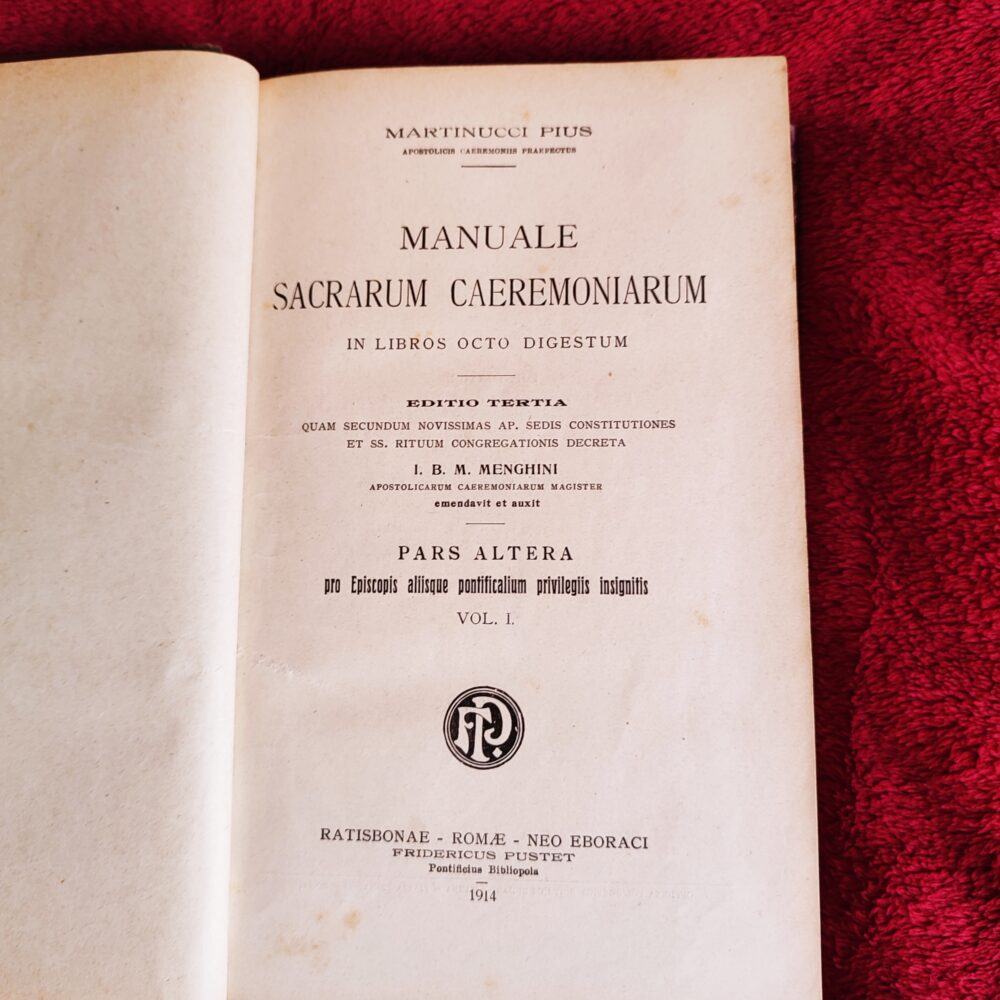 MARTINUCCI PIUS
APOSTOLICIS CAEREMONIIS PRAEFECTUS
MANUALE
SACRARUM CAEREMONIARUM
IN LIBROS OCTO DIGESTUM
EDITIO TERTIA
QUAM SECUNDUM NOVISSIMAS AP. SEDIS CONSTITUTIONES
ET SS. RITUUM CONGREGATIONIS DECRETA
I. B. M. MENGHINI
APOSTOLICARUM CAEREMONIARUM MAGISTER
emendavit et auxit
PARS ALTERA
pro Episcopis aliisque pontificalium privilegiis insignitis
VOL. I.
FP
RATISBONAE - ROMÆ - NEO EBORACI
FRIDERICUS PUSTET
Pontificius Bibliopola
1914